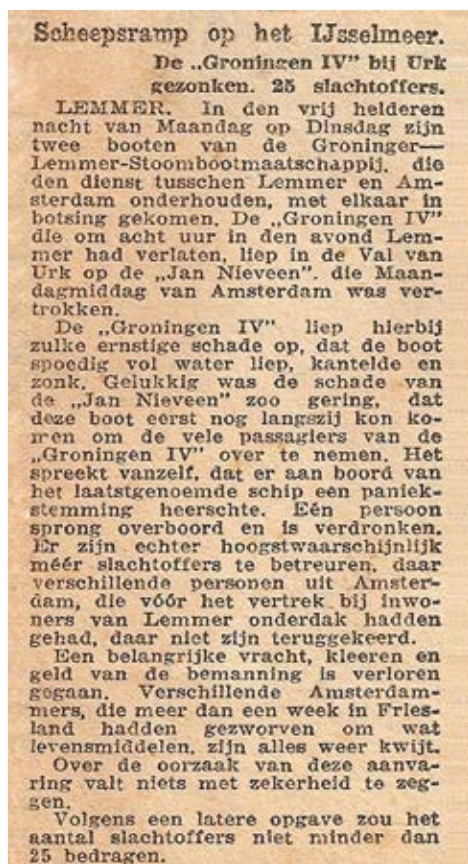 Scheepsramp op het IJsselmeer.
De „Groningen IV” bij Urk
gezonken. 25 slachtoffers.
LEMMER. In den vrij helderen
nacht van Maandag op Dinsdag zijn
twee booten van de Groninger—
Lemmer-Stoombootmaatschappij, die
den dienst tusschen Lemmer en Am-
sterdam onderhouden, met elkaar in
botsing gekomen. De „Groningen IV”
die om acht uur in den avond Lem-
mer had verlaten, liep in de Val van
Urk op de „Jan Nieveen”. die Maan-
dagmiddag van Amsterdam was ver-
trokken.
De „Groningen IV” liep hierbij
zulke ernstige schade op, dat de boot
spoedig vol water liep, kantelde en
zonk. Gelukkig was de schade van
de „Jan Nieveen” zoo gering, dat
deze boot eerst nog langszij kon ko-
men om de vele passagiers van de
„Groningen IV” over te nemen. Het
spreekt vanzelf, dat er aan boord van
het laatstgenoemde schip een paniek-
stemming heerschte. Eén persoon
sprong overboord en is verdronken.
Er zijn echter hoogstwaarschijnlijk
méér slachtoffers te betreuren, daar
verschillende personen uit Amster-
dam, die vóór het vertrek bij inwo-
ners van Lemmer onderdak hadden
gehad, daar niet zijn teruggekeerd.
Een belangrijke vracht, kleeren en
geld van de bemanning is verloren
gegaan. Verschillende Amsterdam-
mers, die meer dan een week in Fries-
land hadden gezworven om wat
levensmiddelen, zijn alles weer kwijt.
Over de oorzaak van deze aanva-
ring valt niets met zekerheid te zeg-
gen.
Volgens een latere opgave zou het
aantal slachtoffers niet minder dan
25 bedragen.